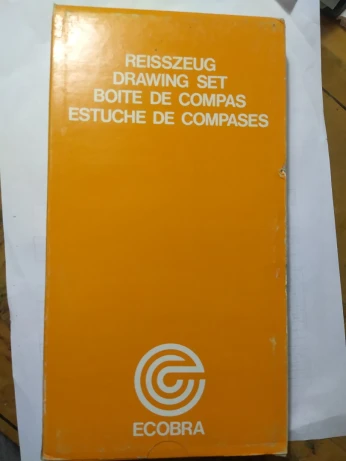 REISSZEUG
DRAWING SET
BOITE DE COMPAS
ESTUCHE DE COMPASES
ECOBRA